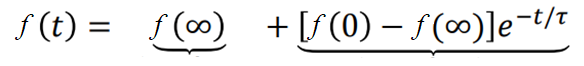 f(t) = f(∞) + [f(0) − f(∞)]e^{−t/τ}